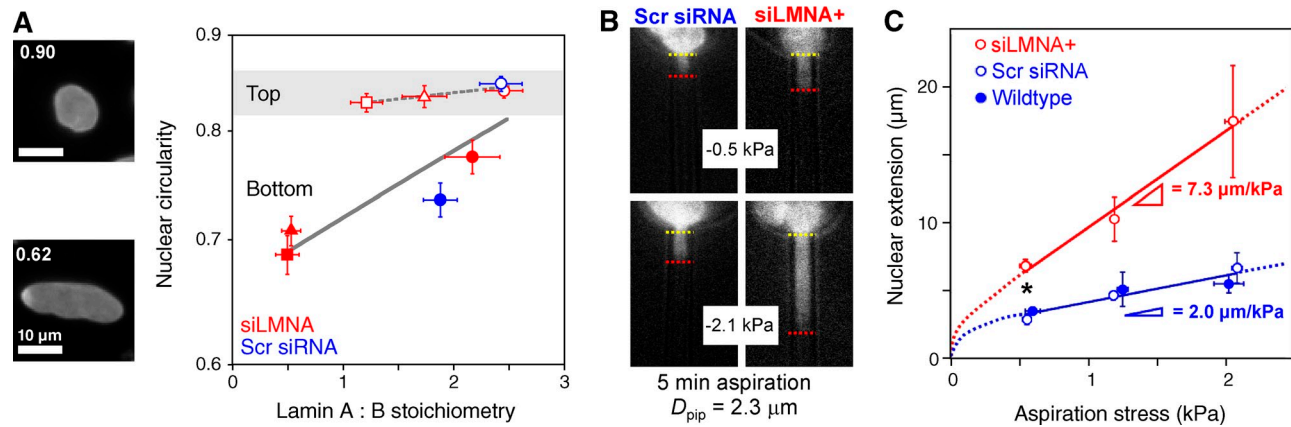 A
0.90
0.62
10 µm
Nuclear circularity
0.9
0.8
0.7
0.6
Top
Bottom
siLMNA
Scr siRNA
0
1
2
3
Lamin A : B stoichiometry
B
Scr siRNA
siLMNA+
-0.5 kPa
-2.1 kPa
5 min aspiration
Dpip = 2.3 µm
C
Nuclear extension (µm)
20
10
0
siLMNA+
Scr siRNA
Wildtype
= 7.3 µm/kPa
*
= 2.0 µm/kPa
0
1
2
Aspiration stress (kPa)